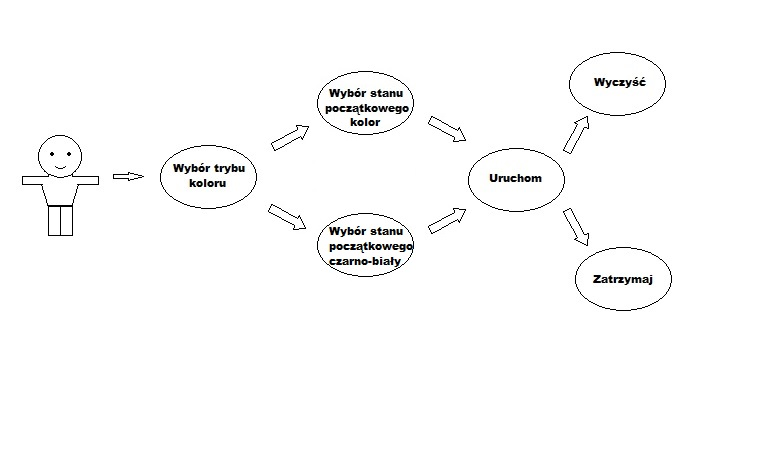 Wybór trybu
koloru
Wybór stanu
początkowego
kolor
Wybór stanu
początkowego
czarno-biały
Uruchom
Wyczyść
Zatrzymaj